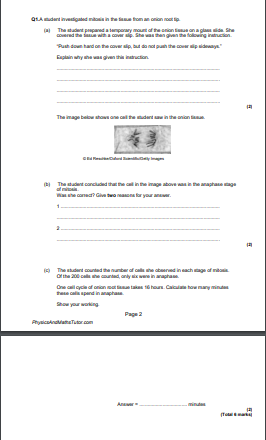 Q1.A student investigated mitosis in the tissue from an onion root tip.
(a) The student prepared a temporary mount of the onion tissue on a glass slide. She
covered the tissue with a cover slip. She was then given the following instruction.
"Push down hard on the cover slip, but do not push the cover slip sideways."
Explain why she was given this instruction.
(2)
The image below shows one cell the student saw in the onion tissue.
© Ed Reschke/Oxford Scientific/Getty Images
(b) The student concluded that the cell in the image above was in the anaphase stage
of mitosis.
Was she correct? Give two reasons for your answer.
1
2
(2)
(c) The student counted the number of cells she observed in each stage of mitosis.
Of the 200 cells she counted, only six were in anaphase.
One cell cycle of onion root tissue takes 16 hours. Calculate how many minutes
these cells spend in anaphase.
Show your working.
Page 2
PhysicsAndMathsTutor.com
Answer = minutes
(2)
(Total 6 marks)